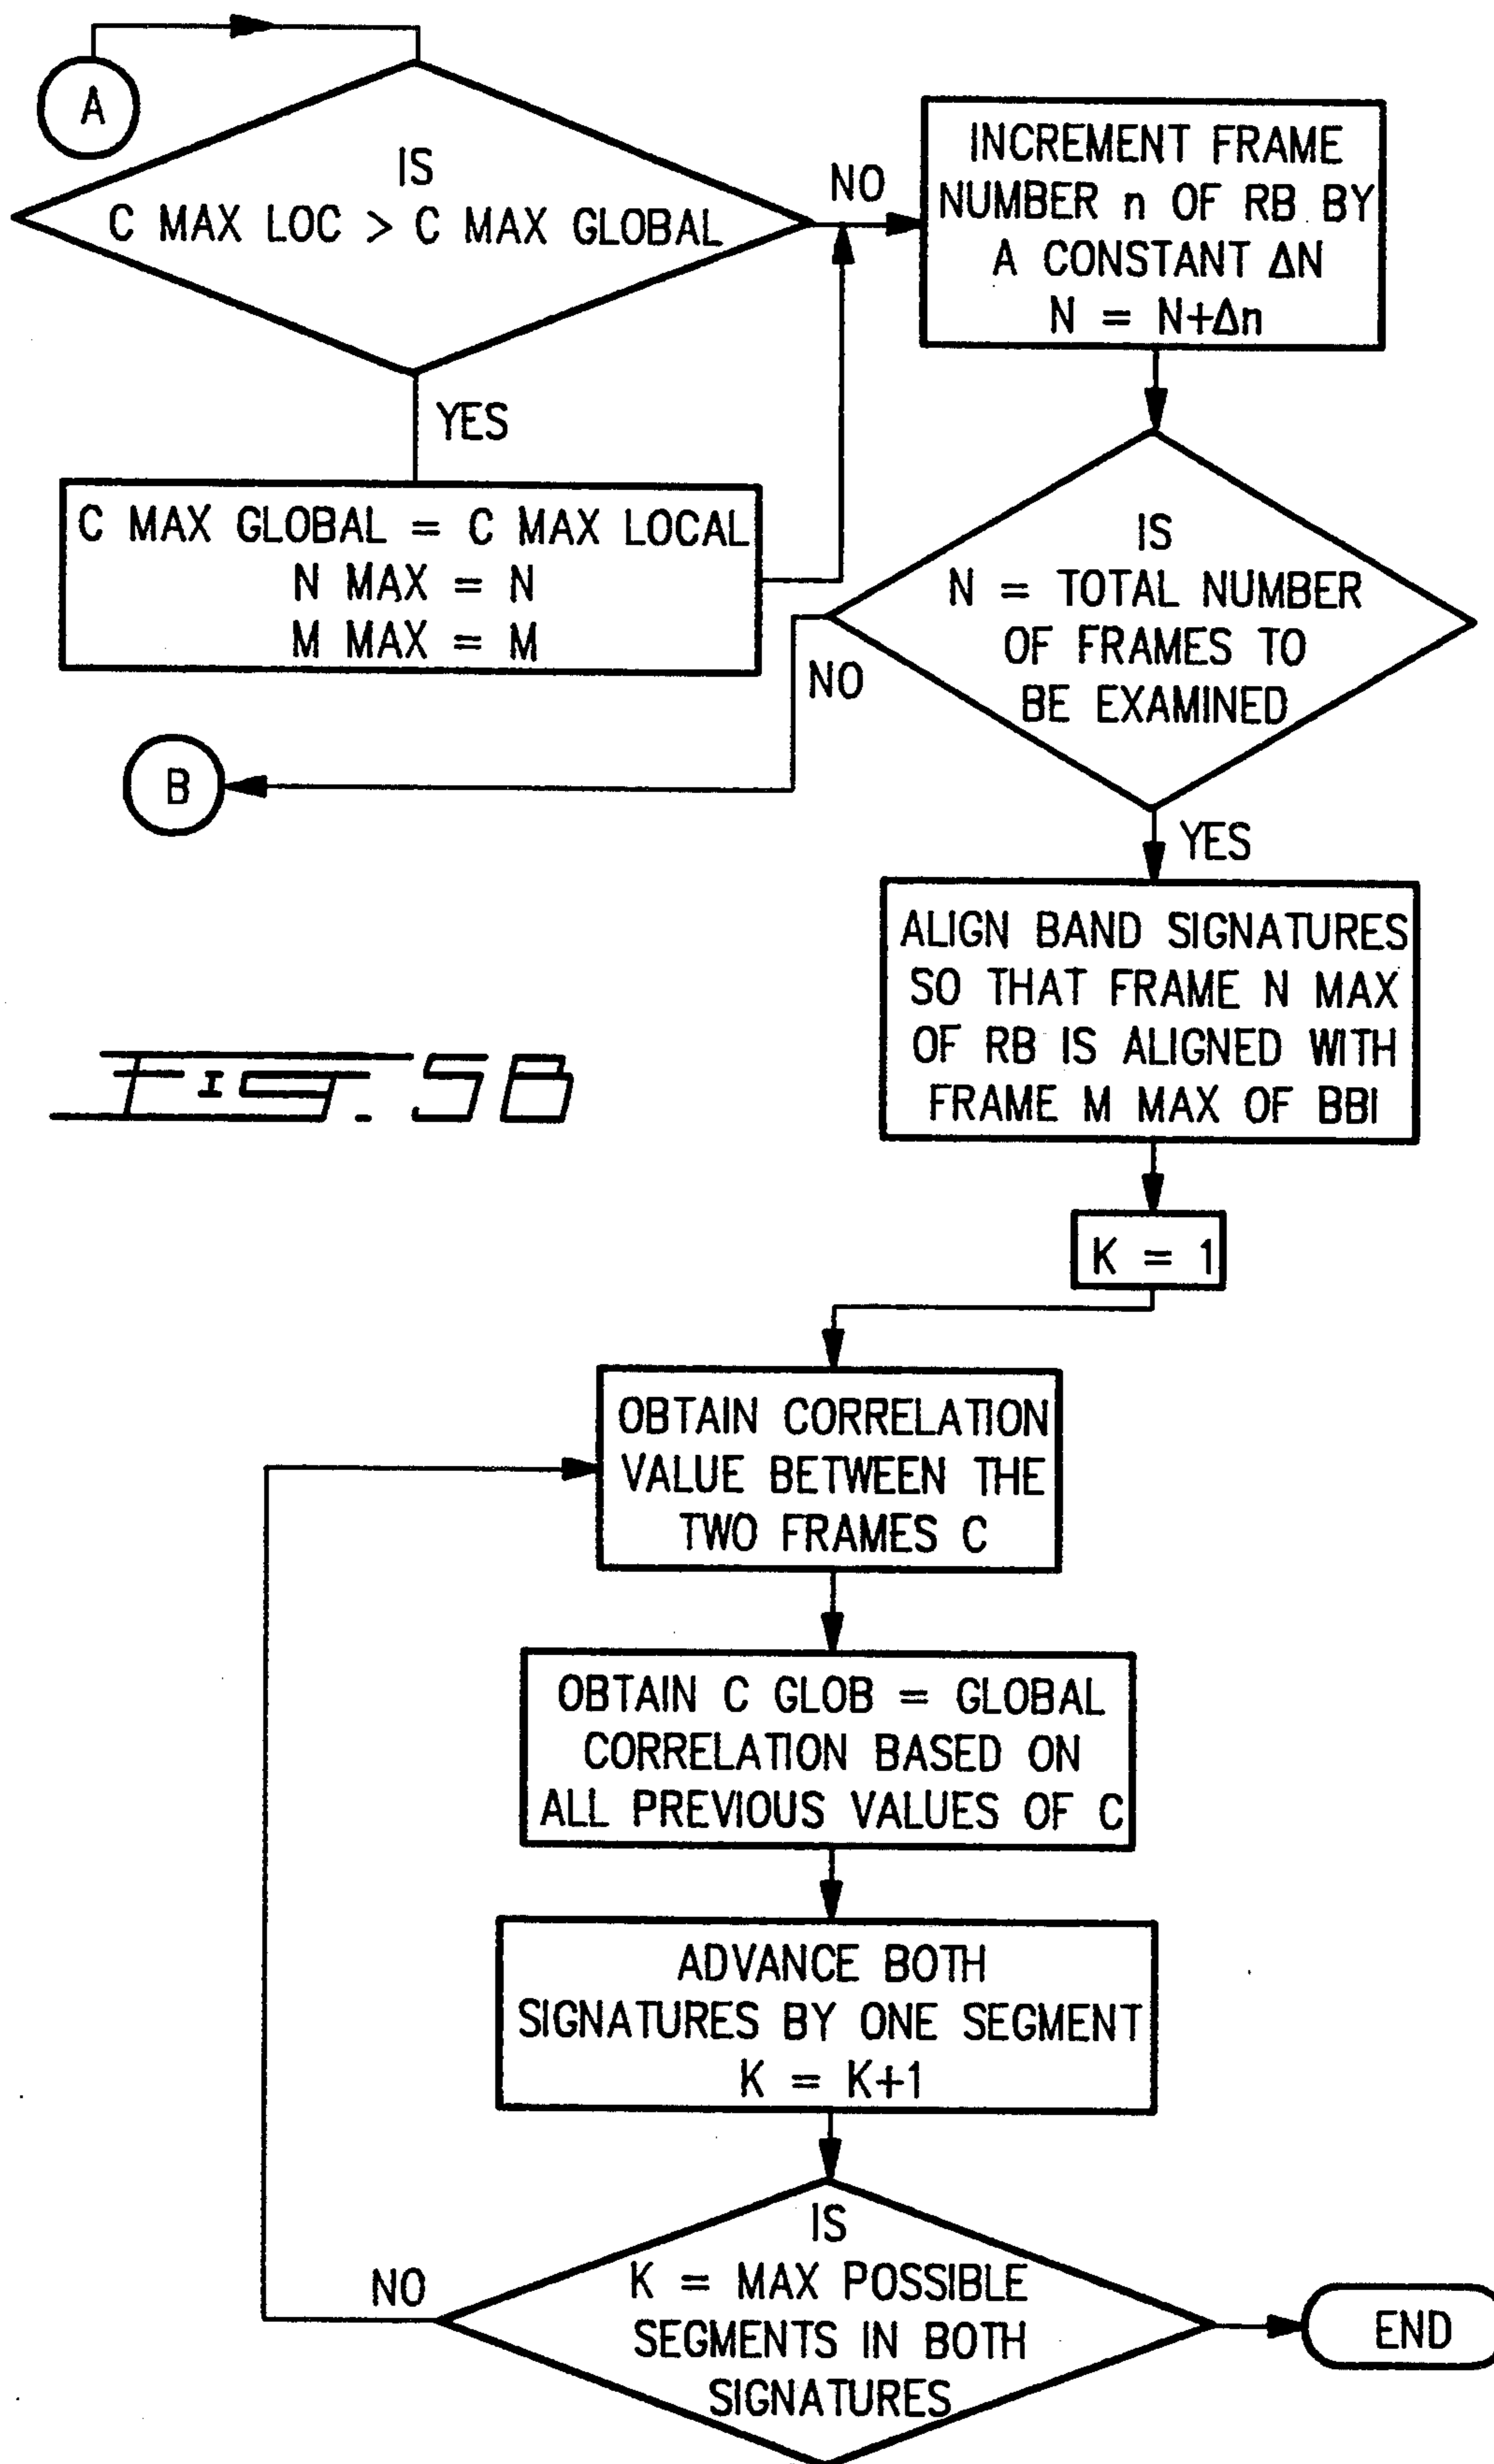 A
IS
C MAX LOC > C MAX GLOBAL
NO
INCREMENT FRAME
NUMBER n OF RB BY
A CONSTANT ΔN
N = N+Δn
YES
C MAX GLOBAL = C MAX LOCAL
N MAX = N
M MAX = M
IS
N = TOTAL NUMBER
OF FRAMES TO
BE EXAMINED
NO
B
YES
ALIGN BAND SIGNATURES
SO THAT FRAME N MAX
OF RB IS ALIGNED WITH
FRAME M MAX OF BBI
FIG. 5B
K = 1
OBTAIN CORRELATION
VALUE BETWEEN THE
TWO FRAMES C
OBTAIN C GLOB = GLOBAL
CORRELATION BASED ON
ALL PREVIOUS VALUES OF C
ADVANCE BOTH
SIGNATURES BY ONE SEGMENT
K = K+1
IS
K = MAX POSSIBLE
SEGMENTS IN BOTH
SIGNATURES
NO
END